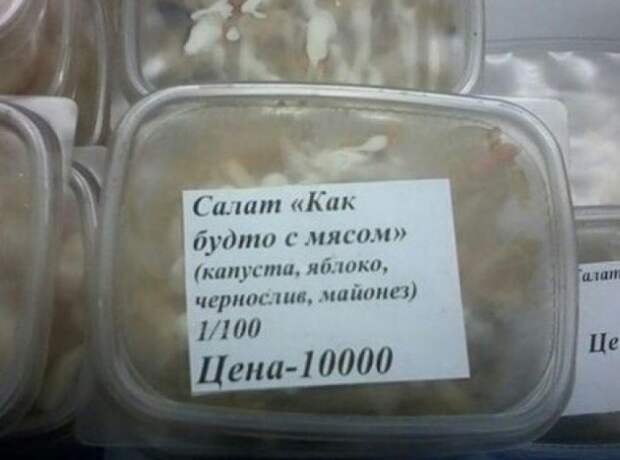 Салат «Как
будто с мясом»
(капуста, яблоко,
чернослив, майонез)
1/100
Цена-10000